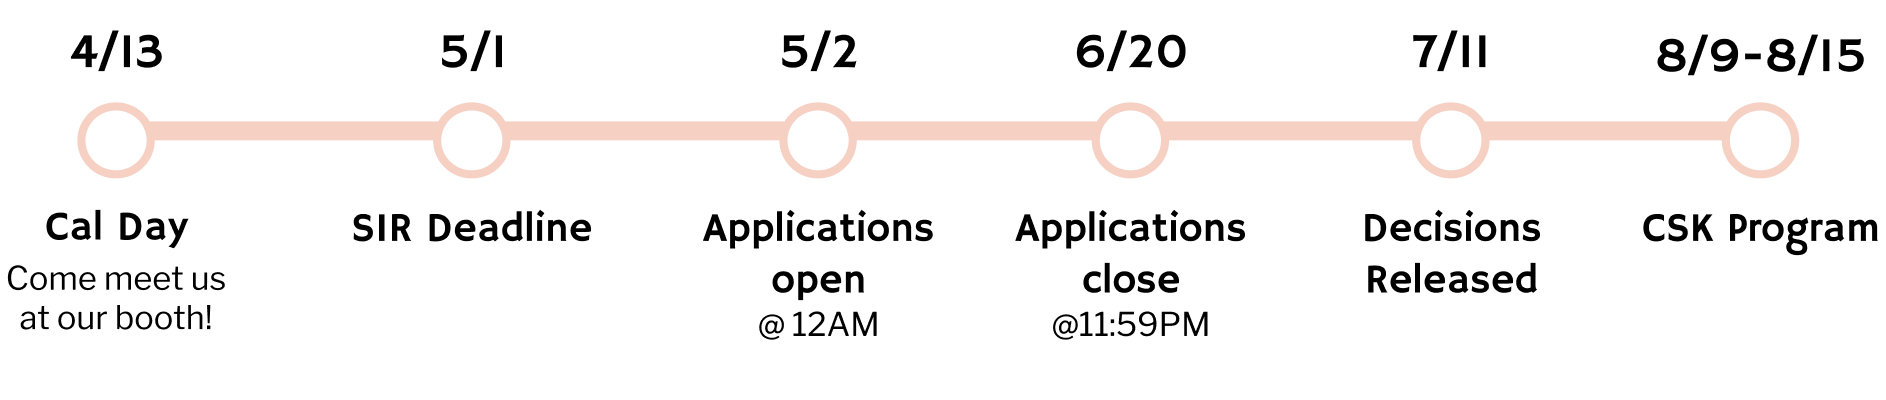 4/13
5/1
5/2
6/20
7/11
8/9-8/15
Cal Day
Come meet us
at our booth!
SIR Deadline
Applications
open
@ 12AM
Applications
close
@11:59PM
Decisions
Released
CSK Program